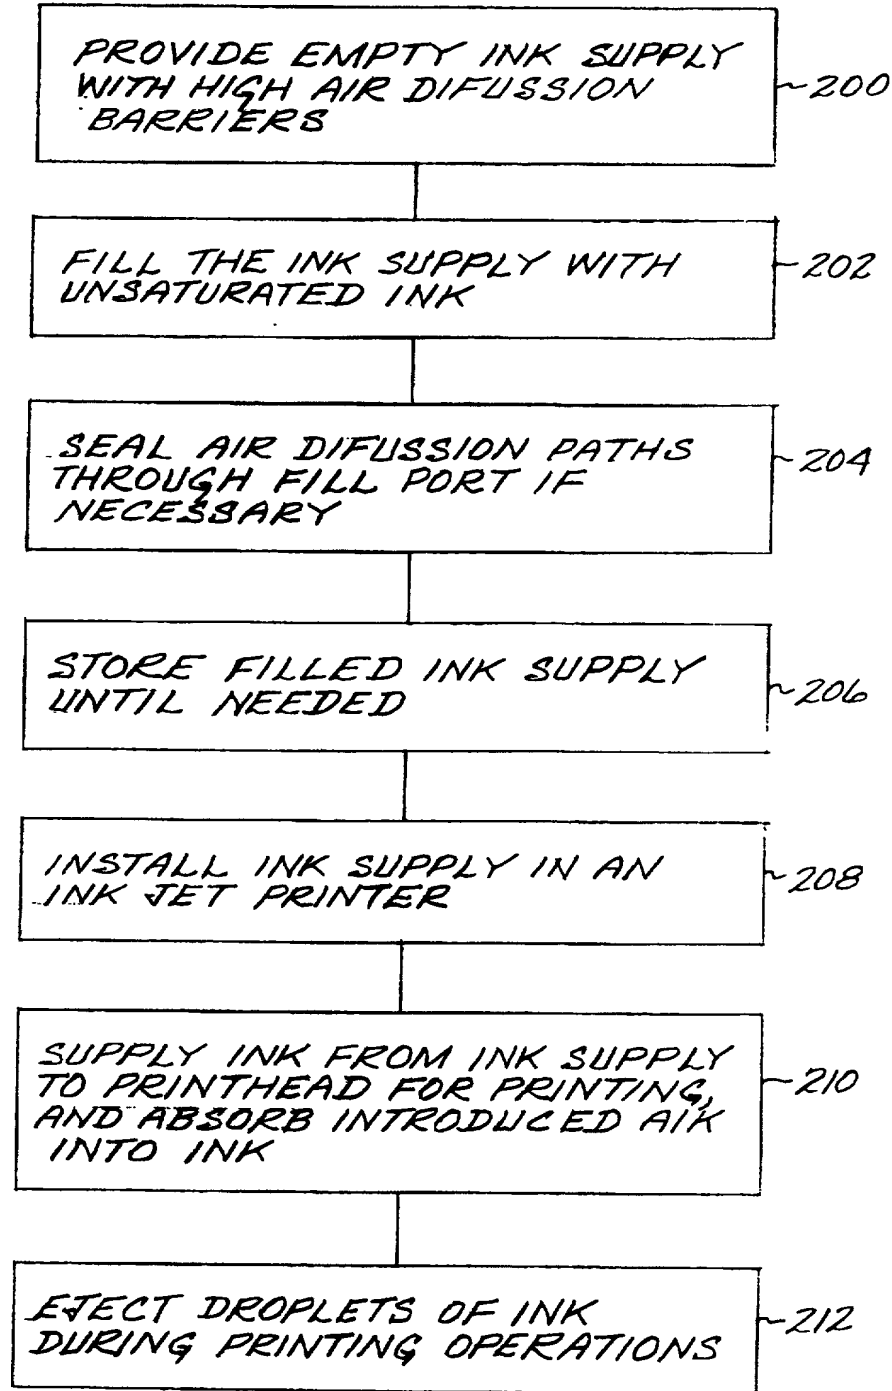 PROVIDE EMPTY INK SUPPLY
WITH HIGH AIR DIFUSSION
BARRIERS
200
FILL THE INK SUPPLY WITH
UNSATURATED INK
202
SEAL AIR DIFUSSION PATHS
THROUGH FILL PORT IF
NECESSARY
204
STORE FILLED INK SUPPLY
UNTIL NEEDED
206
INSTALL INK SUPPLY IN AN
INK JET PRINTER
208
SUPPLY INK FROM INK SUPPLY
TO PRINTHEAD FOR PRINTING,
AND ABSORB INTRODUCED AIR
INTO INK
210
EJECT DROPLETS OF INK
DURING PRINTING OPERATIONS
212